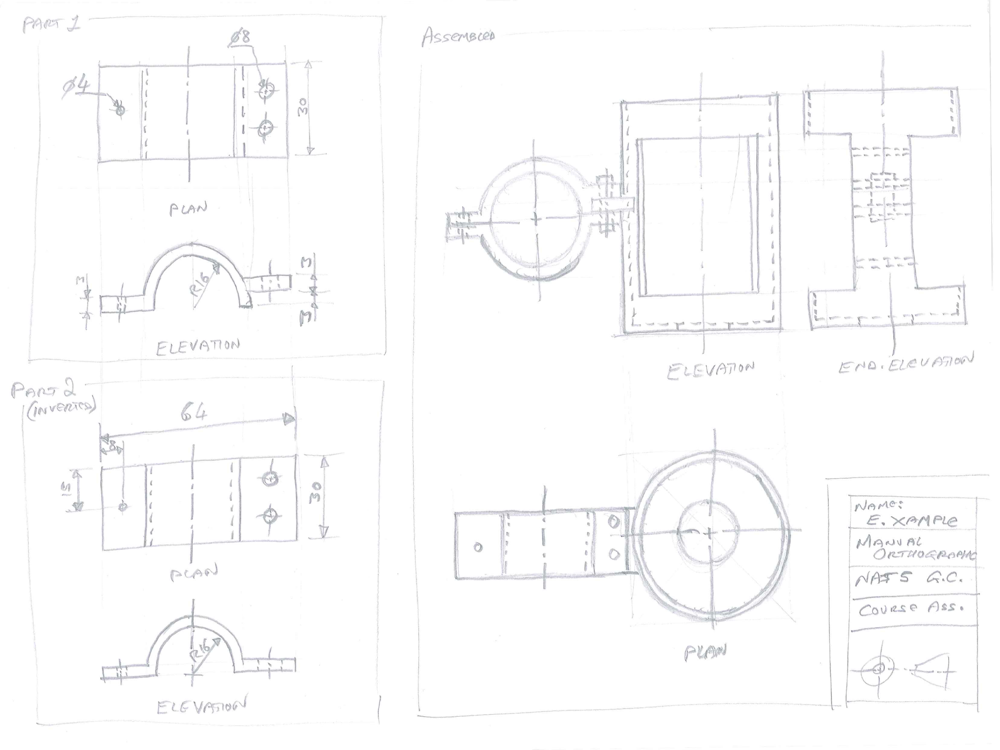 PART 1
ø8
ø4
30
PLAN
3
R16
3
3
ELEVATION
PART 2
(INVERTED)
64
8
15
30
PLAN
R16
ELEVATION
ASSEMBLED
ELEVATION
END. ELEVATION
PLAN
NAME:
E. XAMPLE
MANUAL
ORTHOGRAPHIC
NAT 5 G.C.
COURSE ASS.